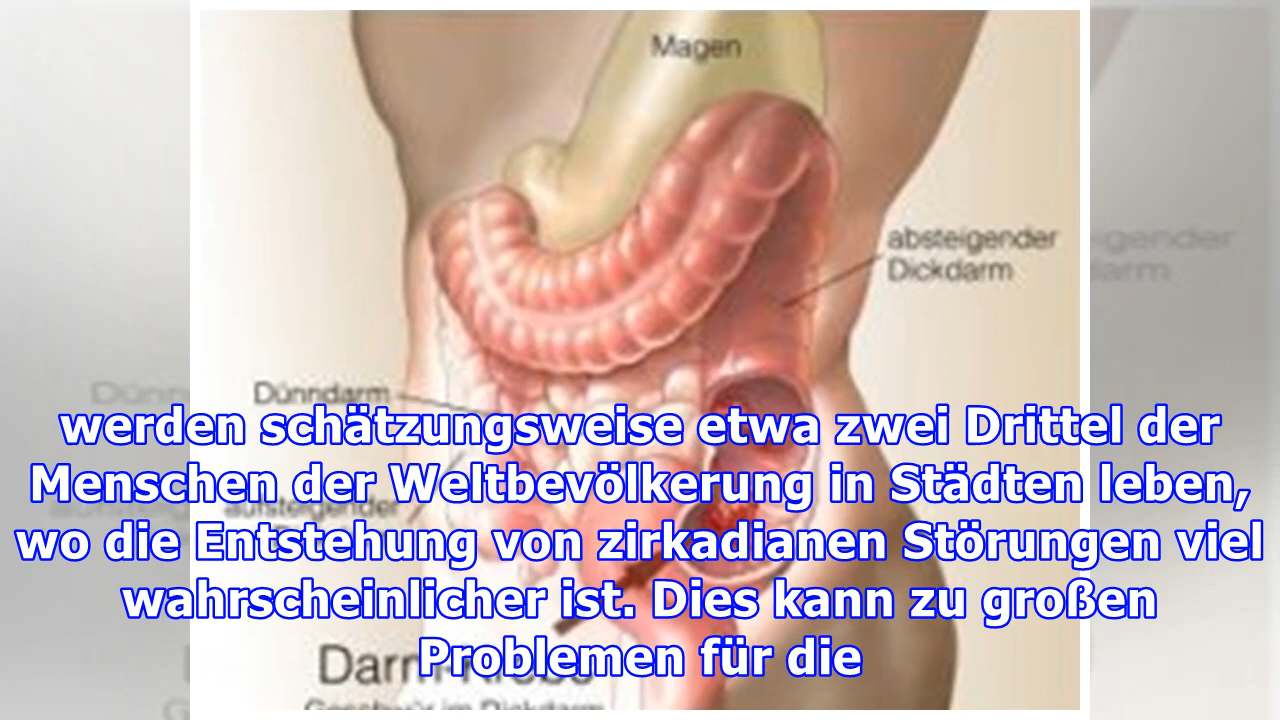 Magen
absteigender
Dickdarm
Dünndarm
aufsteigender
werden schätzungsweise etwa zwei Drittel der
Menschen der Weltbevölkerung in Städten leben,
wo die Entstehung von zirkadianen Störungen viel
wahrscheinlicher ist. Dies kann zu großen
Problemen für die